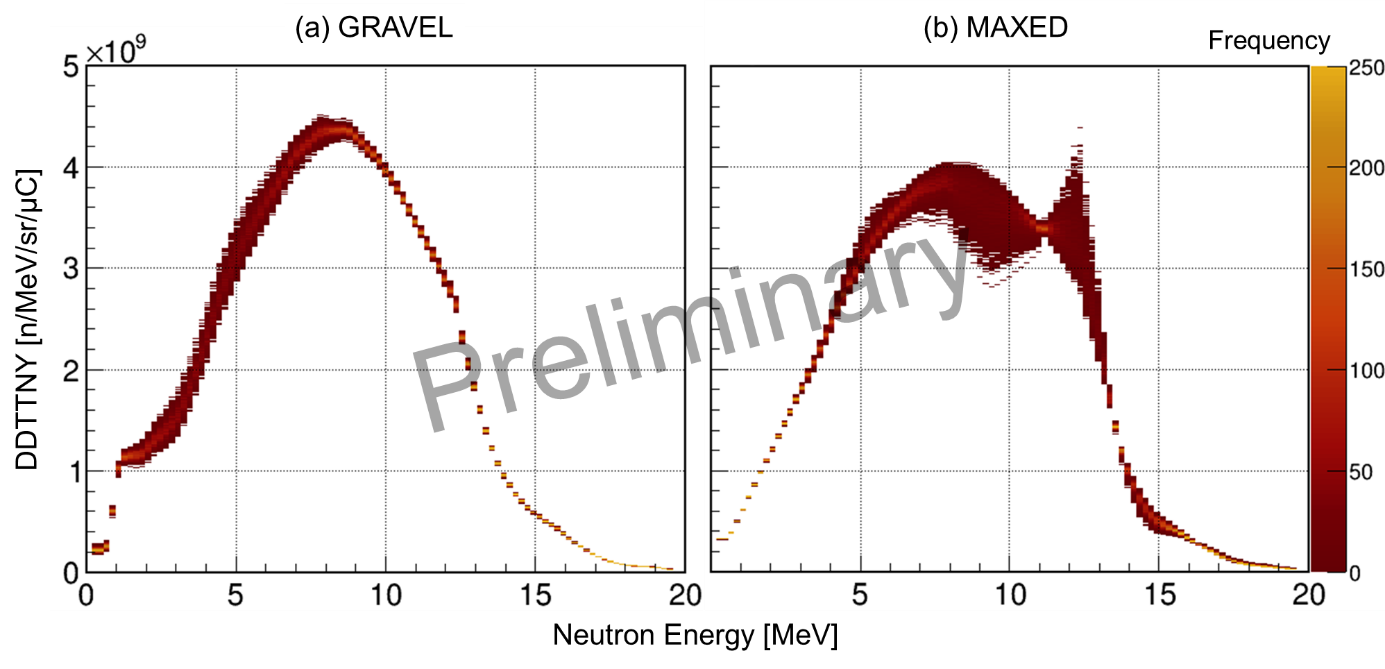 (a) GRAVEL
(b) MAXED
Frequency
×10⁹
5
4
3
2
1
0
DDTTNY [n/MeV/sr/μC]
0 5 10 15 20
5 10 15 20
Neutron Energy [MeV]
250
200
150
100
50
0
Preliminary